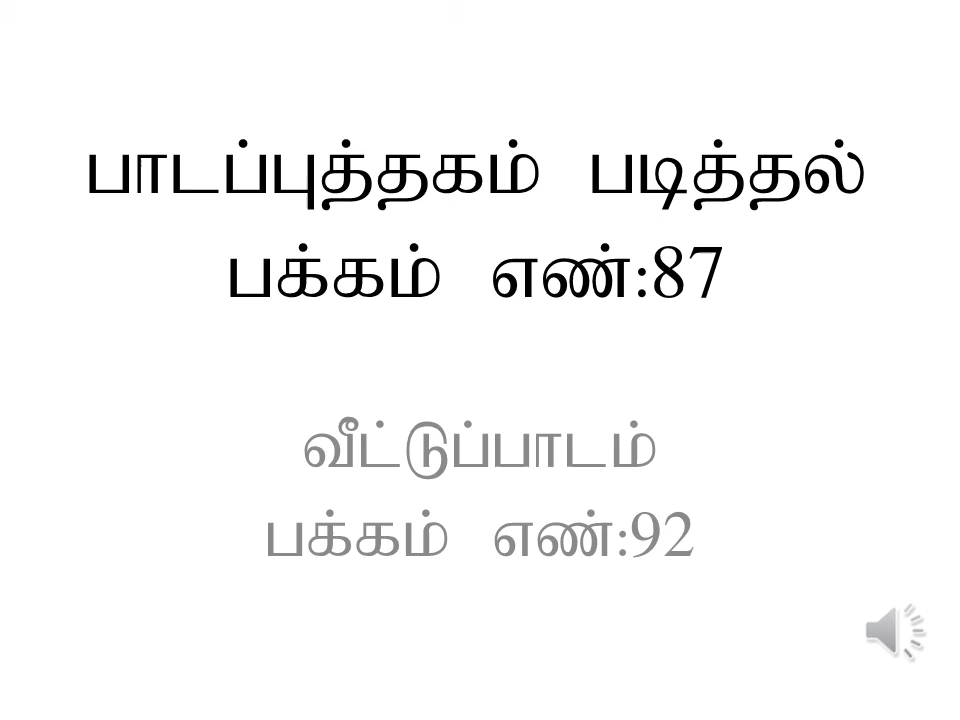 பாடப்புத்தகம் படித்தல்
பக்கம் எண்:87
வீட்டுப்பாடம்
பக்கம் எண்:92